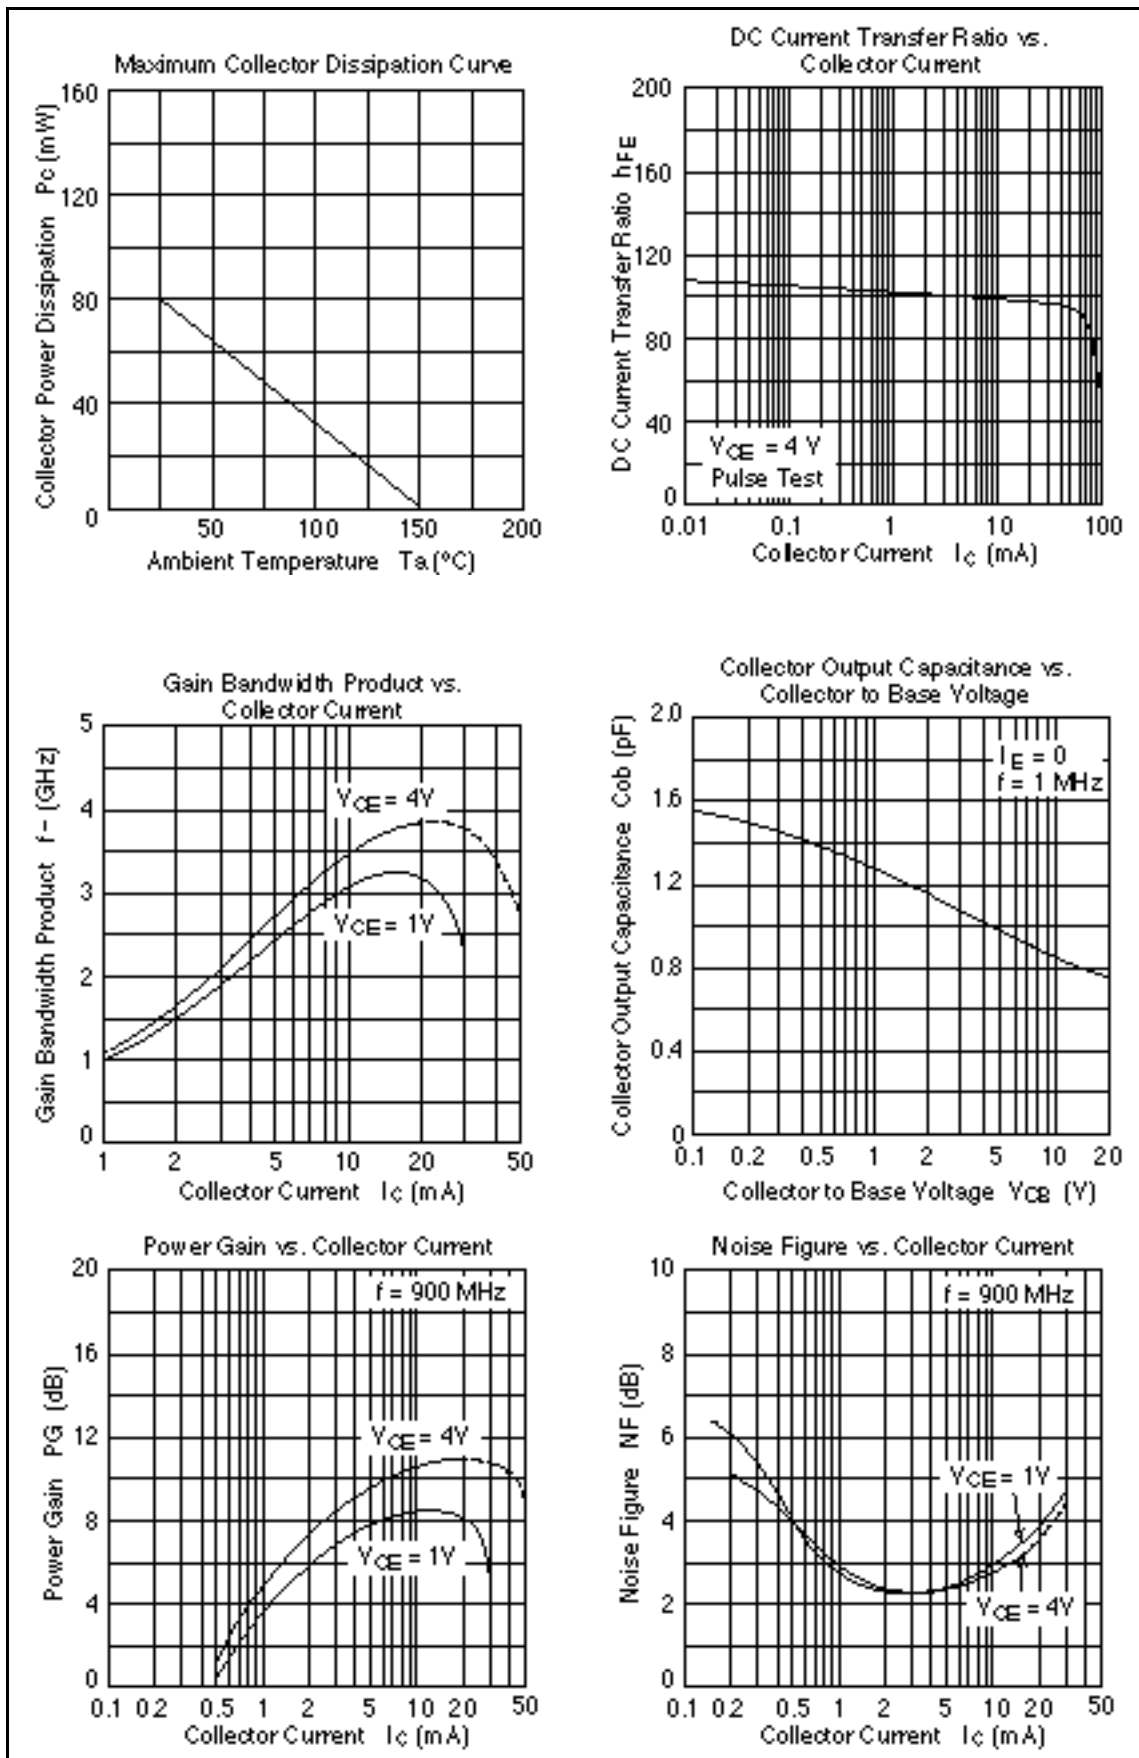 Maximum Collector Dissipation Curve
Collector Power Dissipation Pc (mW)
160
120
80
40
0
50 100 150 200
Ambient Temperature Ta (°C)
DC Current Transfer Ratio vs.
Collector Current
DC Current Transfer Ratio hFE
200
160
120
80
40
0
VCE = 4 V
Pulse Test
0.01 0.1 1 10 100
Collector Current IC (mA)
Gain Bandwidth Product vs.
Collector Current
Gain Bandwidth Product f– (GHz)
5
4
3
2
1
0
VCE = 4V
VCE = 1V
1 2 5 10 20 50
Collector Current IC (mA)
Collector Output Capacitance vs.
Collector to Base Voltage
Collector Output Capacitance Cob (pF)
2.0
1.6
1.2
0.8
0.4
0
IE = 0
f = 1 MHz
0.1 0.2 0.5 1 2 5 10 20
Collector to Base Voltage VCB (V)
Power Gain vs. Collector Current
Power Gain PG (dB)
20
16
12
8
4
0
f = 900 MHz
VCE = 4V
VCE = 1V
0.1 0.2 0.5 1 2 5 10 20 50
Collector Current IC (mA)
Noise Figure vs. Collector Current
Noise Figure NF (dB)
10
8
6
4
2
0
f = 900 MHz
VCE = 1V
VCE = 4V
0.1 0.2 0.5 1 2 5 10 20 50
Collector Current IC (mA)